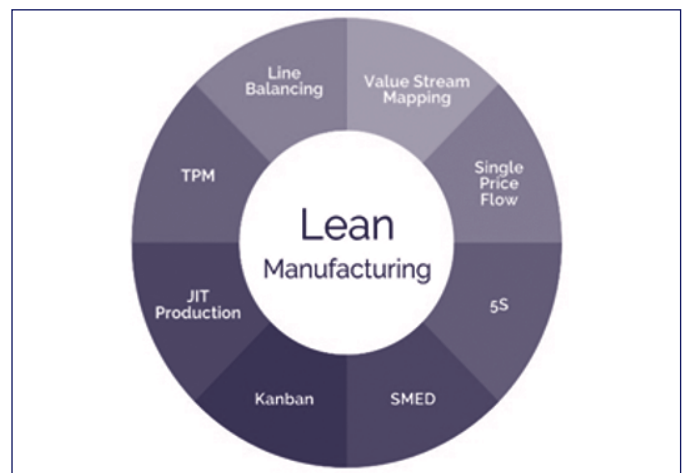 Line
Balancing
Value Stream
Mapping
Single
Price
Flow
5S
SMED
Kanban
JIT
Production
TPM
Lean
Manufacturing